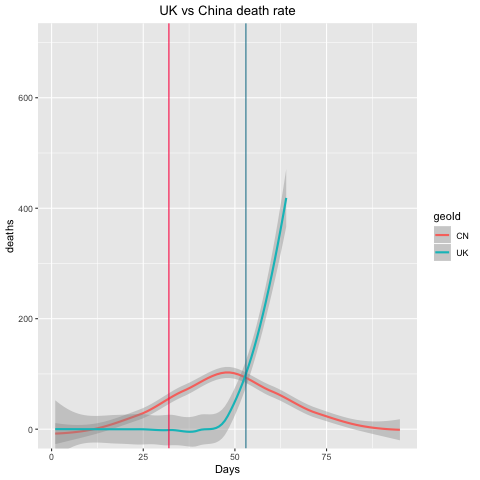 UK vs China death rate
600
400
200
0
deaths
0 25 50 75
Days
geoId
CN
UK